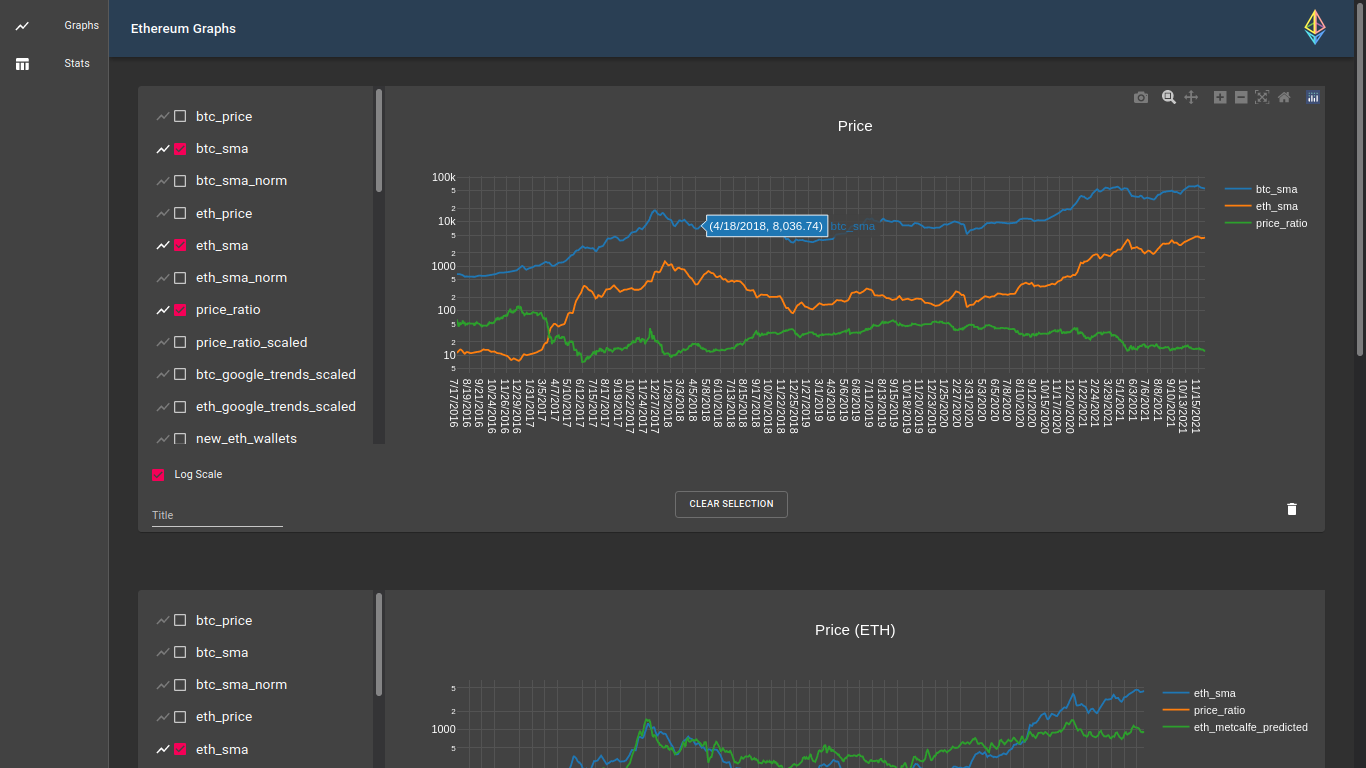 Graphs
Stats
Ethereum Graphs
btc_price
btc_sma
btc_sma_norm
eth_price
eth_sma
eth_sma_norm
price_ratio
price_ratio_scaled
btc_google_trends_scaled
eth_google_trends_scaled
new_eth_wallets
Log Scale
Title
Price
100k
5
2
10k
5
2
1000
5
2
100
5
2
10
5
(4/18/2018, 8,036.74)
btc_sma
btc_sma
eth_sma
price_ratio
7/17/2016
8/19/2016
9/21/2016
10/24/2016
11/26/2016
12/29/2016
1/31/2017
3/5/2017
4/7/2017
5/10/2017
6/12/2017
7/15/2017
8/17/2017
9/19/2017
10/22/2017
11/24/2017
12/27/2017
1/29/2018
3/3/2018
4/5/2018
5/8/2018
6/10/2018
7/13/2018
8/15/2018
9/17/2018
10/20/2018
11/22/2018
12/25/2018
1/27/2019
3/1/2019
4/3/2019
5/6/2019
6/8/2019
7/11/2019
8/13/2019
9/15/2019
10/18/2019
11/20/2019
12/23/2019
1/25/2020
2/27/2020
3/31/2020
5/3/2020
6/5/2020
7/8/2020
8/10/2020
9/12/2020
10/15/2020
11/17/2020
12/20/2020
1/22/2021
2/24/2021
3/29/2021
5/1/2021
6/3/2021
7/6/2021
8/8/2021
9/10/2021
10/13/2021
11/15/2021
CLEAR SELECTION
btc_price
btc_sma
btc_sma_norm
eth_price
eth_sma
Price (ETH)
5
2
1000
5
eth_sma
price_ratio
eth_metcalfe_predicted